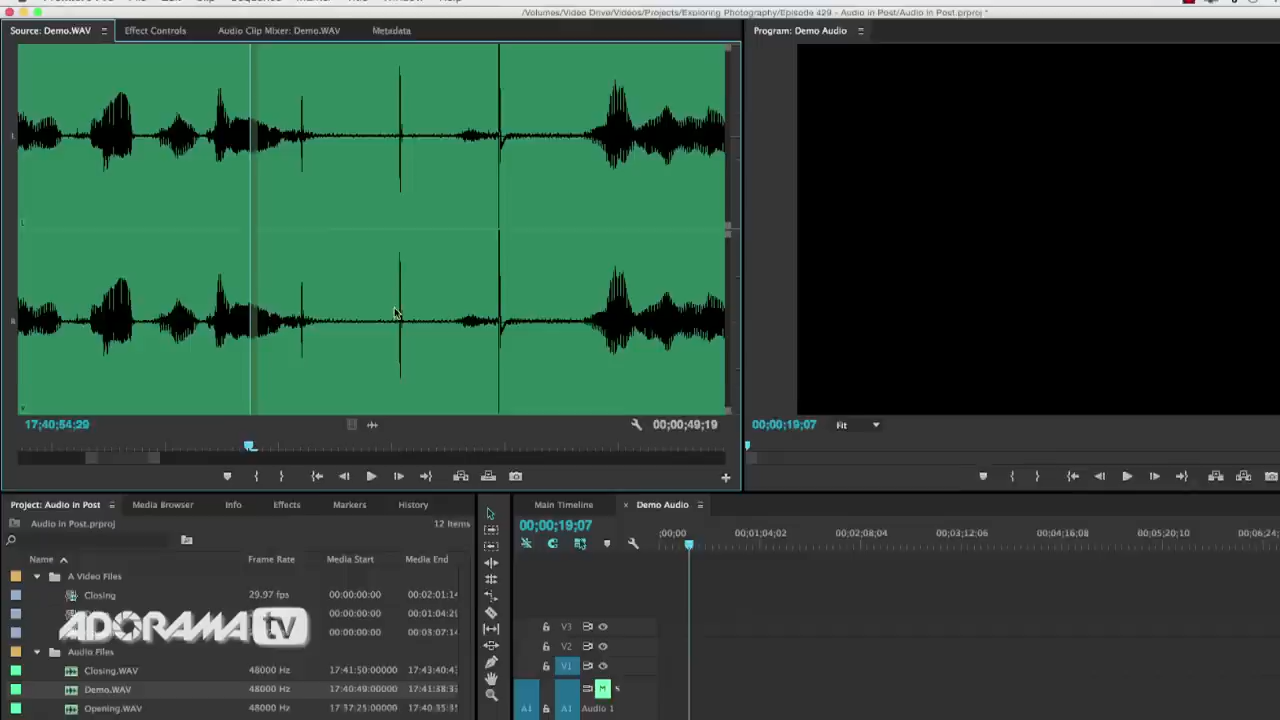 /Volumes/Video Drive/Videos/Projects/Exploring Photography/Episode 429 - Audio in Post/Audio in Post.prproj *
Source: Demo.WAV
Effect Controls
Audio Clip Mixer: Demo.WAV
Metadata
Program: Demo Audio
L
R
17;40;54;29
00;00;49;19
00;00;19;07
Fit
Project: Audio in Post
Media Browser
Info
Effects
Markers
History
Main Timeline
× Demo Audio
Audio in Post.prproj
12 Items
00;00;19;07
;00;00
00;01;04;02
00;02;08;04
00;03;12;06
00;04;16;08
00;05;20;10
00;06;24;
Name
Frame Rate
Media Start
Media End
A Video Files
Closing
29.97 fps
00;00;00;00
00;02;01;14
00;00;00;00
00;01;04;29
00;00;00;00
00;03;07;14
ADORAMA tv
Audio Files
Closing.WAV
48000 Hz
17:41:50:00000
17:43:40:43
Demo.WAV
48000 Hz
17:40:49:00000
17:41:38:33
Opening.WAV
48000 Hz
17:37:25:00000
17:40:35:35
V3
V2
V1
M
S
A1
A1
Audio 1